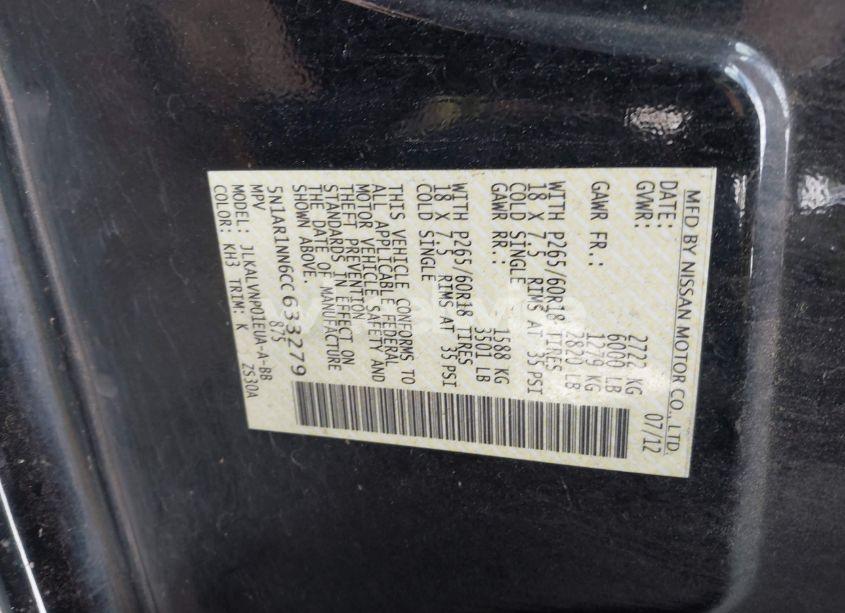 MFD BY NISSAN MOTOR CO., LTD.
DATE: 07/12
GVWR: 2722 KG
6000 LB
GAWR FR.: 1279 KG
2820 LB
WITH P265/60R18 TIRES
18 X 7.5 RIMS AT 35 PSI
COLD SINGLE
GAWR RR.: 1588 KG
3501 LB
WITH P265/60R18 TIRES
18 X 7.5 RIMS AT 35 PSI
COLD SINGLE
THIS VEHICLE CONFORMS TO
ALL APPLICABLE FEDERAL
MOTOR VEHICLE SAFETY AND
THEFT PREVENTION
STANDARDS IN EFFECT ON
THE DATE OF MANUFACTURE
SHOWN ABOVE.
5N1AR1NN6CC633279
MPV 875
MODEL: JLKALVNP01EUA-A-BB
COLOR: KH3 TRIM: K 2S30A